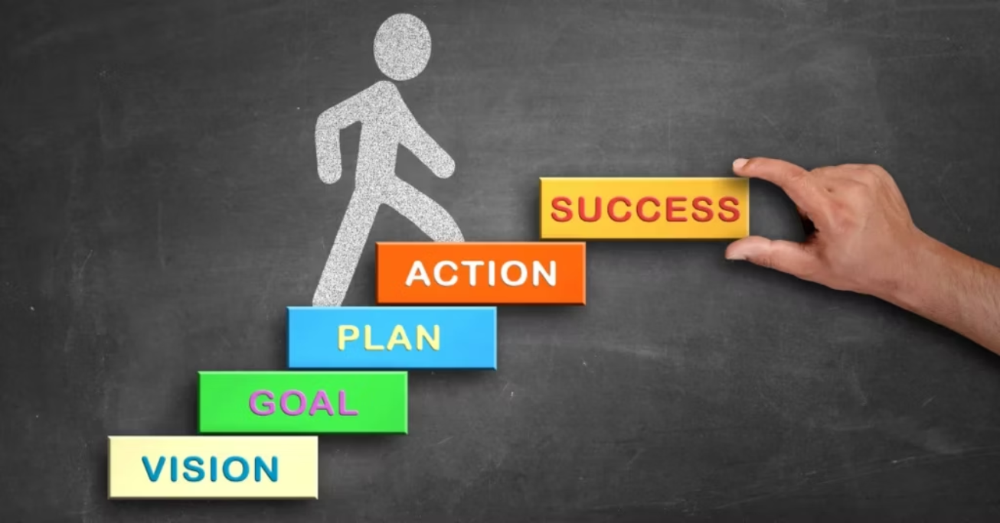 SUCCESS
ACTION
PLAN
GOAL
VISION